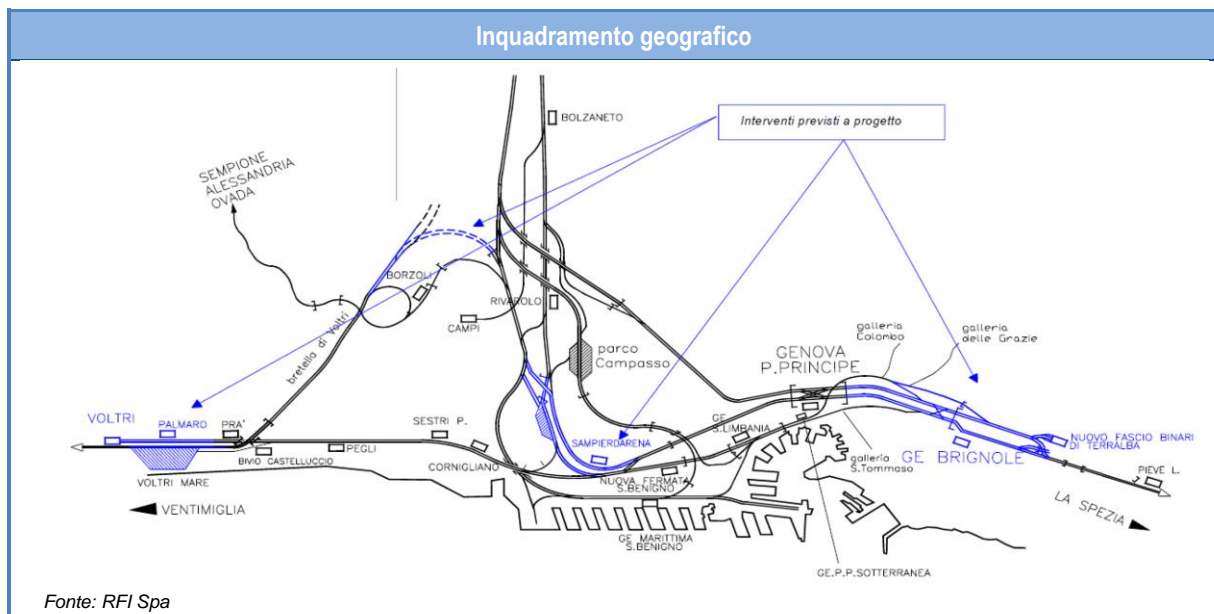 Inquadramento geografico
Interventi previsti a progetto
BOLZANETO
SEMPIONE
ALESSANDRIA
OVADA
BORZOLI
RIVAROLO
CAMPI
parco
Campasso
galleria
Colombo
galleria
delle Grazie
GENOVA
P.PRINCIPE
bretella di Voltri
VOLTRI
PALMARO
PRA'
SESTRI P.
SAMPIERDARENA
GE.
S.LIMBANIA
NUOVO FASCIO BINARI
DI TERRALBA
GE BRIGNOLE
PEGLI
BIVIO CASTELLUCCIO
CORNIGLIANO
NUOVA FERMATA
S.BENIGNO
galleria
S.Tommaso
PIEVE L.
VOLTRI MARE
LA SPEZIA
VENTIMIGLIA
GE MARITTIMA
S.BENIGNO
GE.P.P.SOTTERRANEA
Fonte: RFI Spa